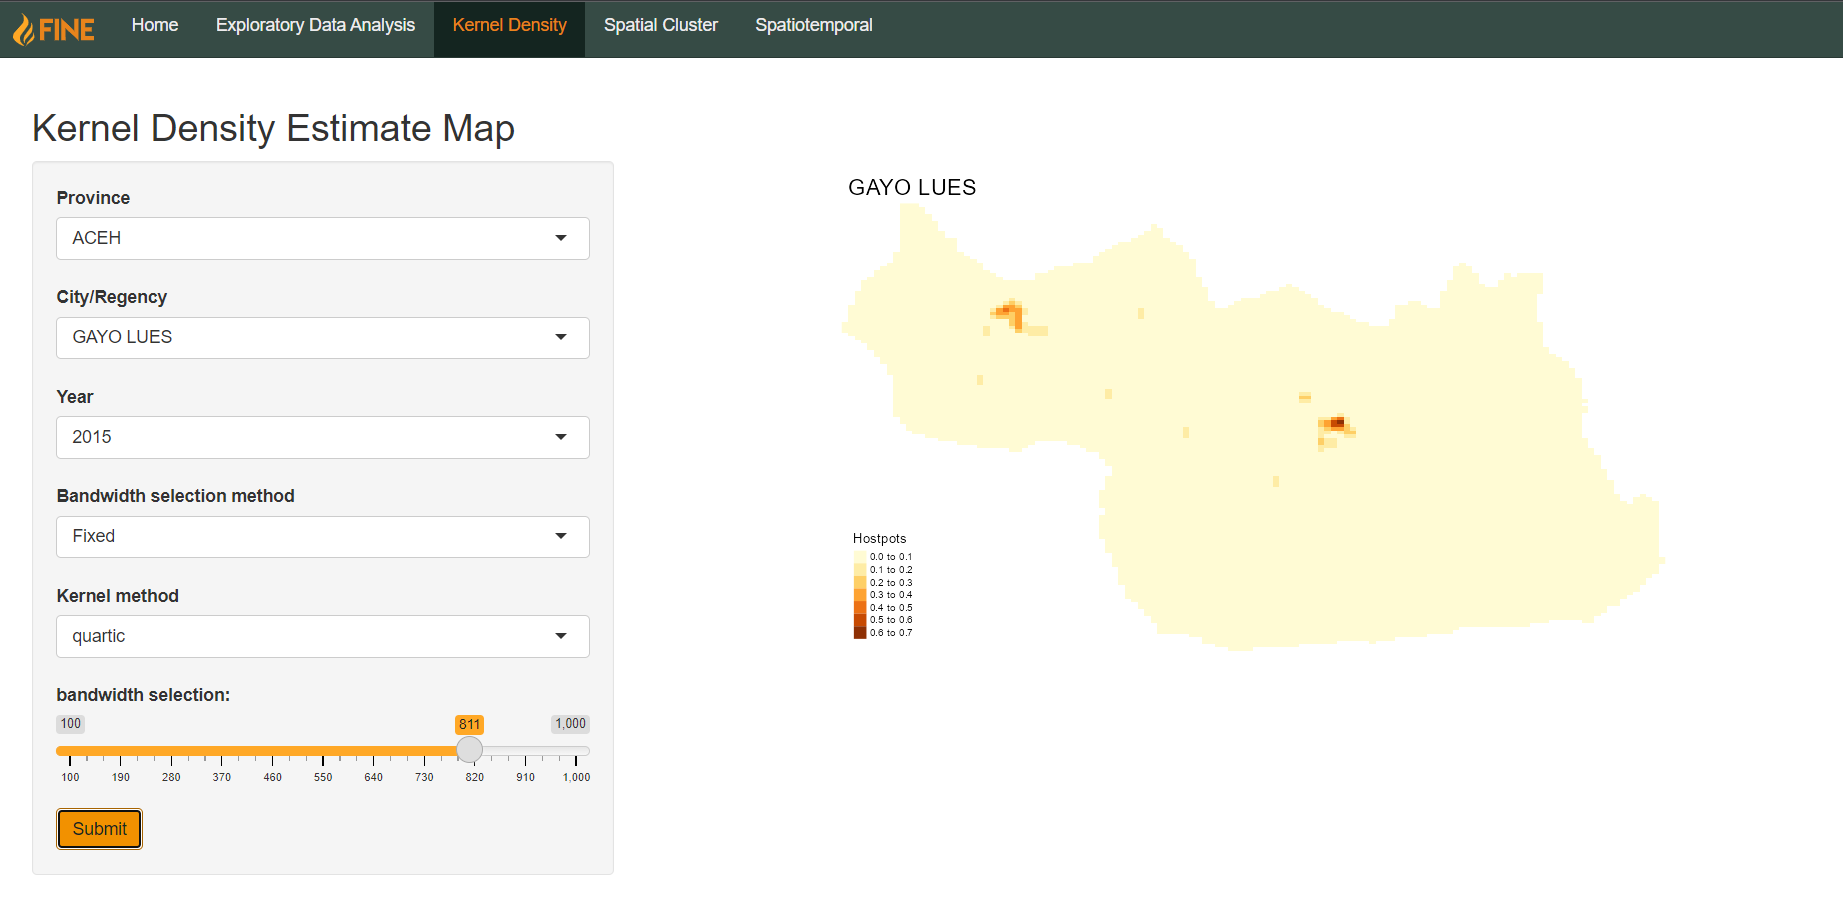 FINE Home Exploratory Data Analysis Kernel Density Spatial Cluster Spatiotemporal
Kernel Density Estimate Map
Province
ACEH
City/Regency
GAYO LUES
Year
2015
Bandwidth selection method
Fixed
Kernel method
quartic
bandwidth selection:
100 811 1,000
100 190 280 370 460 550 640 730 820 910 1,000
Submit
GAYO LUES
Hostpots
0.0 to 0.1
0.1 to 0.2
0.2 to 0.3
0.3 to 0.4
0.4 to 0.5
0.5 to 0.6
0.6 to 0.7